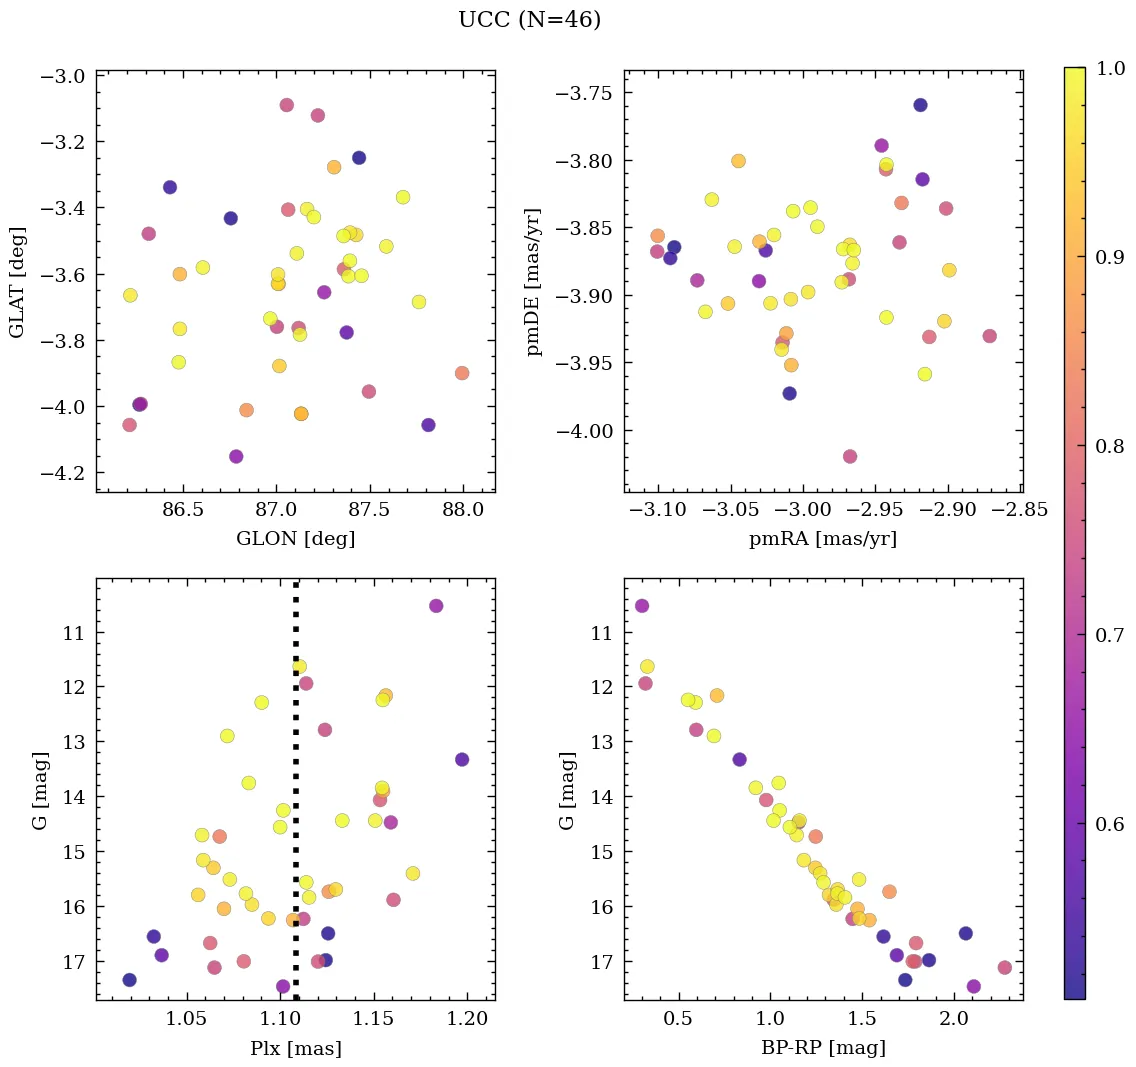 UCC (N=46)
−3.0
−3.2
−3.4
−3.6
−3.8
−4.0
−4.2
GLAT [deg]
86.5 87.0 87.5 88.0
GLON [deg]
−3.75
−3.80
−3.85
−3.90
−3.95
−4.00
pmDE [mas/yr]
−3.10 −3.05 −3.00 −2.95 −2.90 −2.85
pmRA [mas/yr]
11
12
13
14
15
16
17
G [mag]
1.05 1.10 1.15 1.20
Plx [mas]
11
12
13
14
15
16
17
G [mag]
0.5 1.0 1.5 2.0
BP-RP [mag]
1.0
0.9
0.8
0.7
0.6